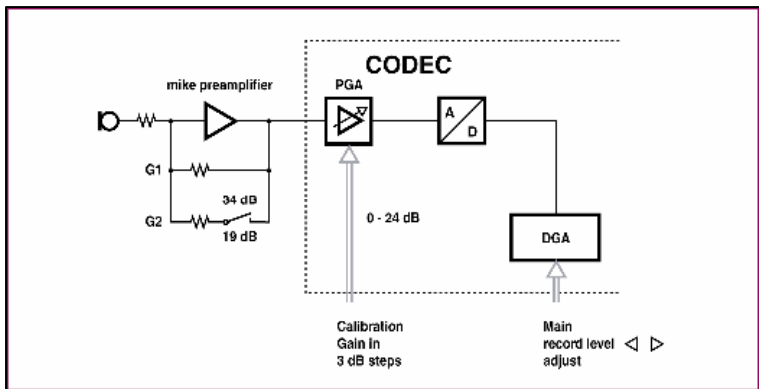 CODEC
PGA
mike preamplifier
A
D
G1
34 dB
G2
19 dB
0 - 24 dB
DGA
Calibration
Gain in
3 dB steps
Main
record level
adjust